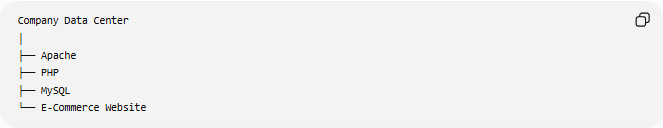 Company Data Center
│
├── Apache
├── PHP
├── MySQL
└── E-Commerce Website